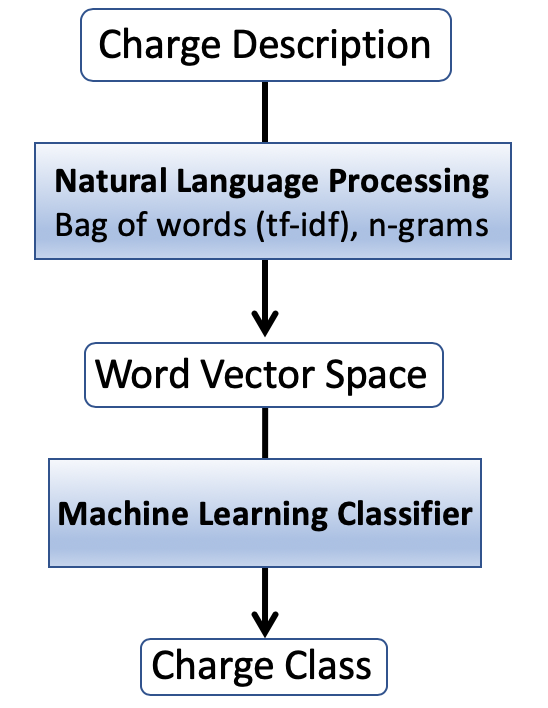 Charge Description
Natural Language Processing
Bag of words (tf-idf), n-grams
Word Vector Space
Machine Learning Classifier
Charge Class